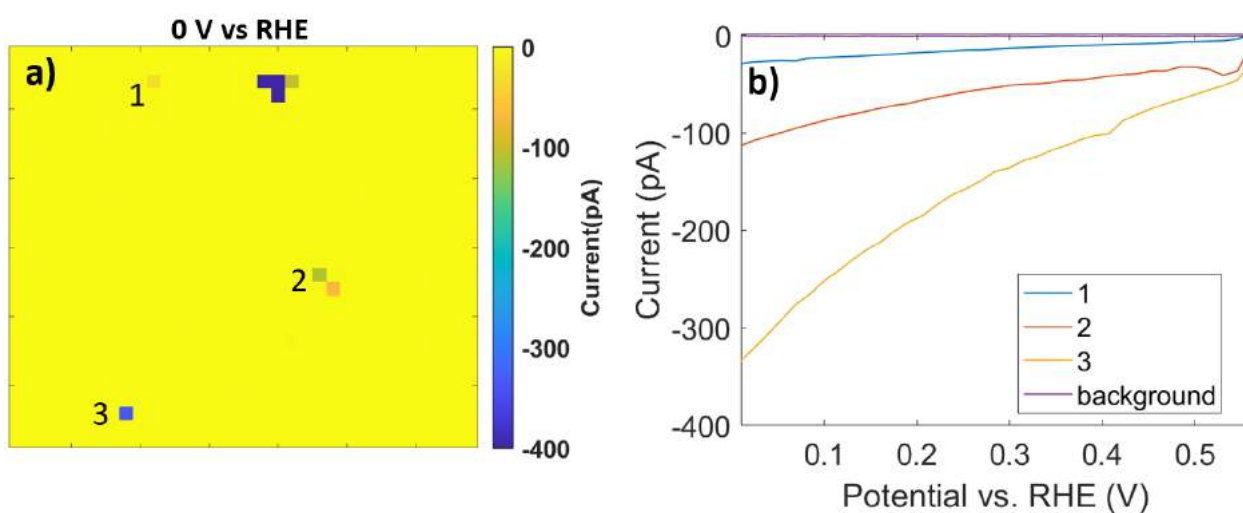 0 V vs RHE
a)
1
2
3
0
-100
-200
-300
-400
Current(pA)
b)
0
-100
-200
-300
-400
Current (pA)
0.1 0.2 0.3 0.4 0.5
Potential vs. RHE (V)
1
2
3
background